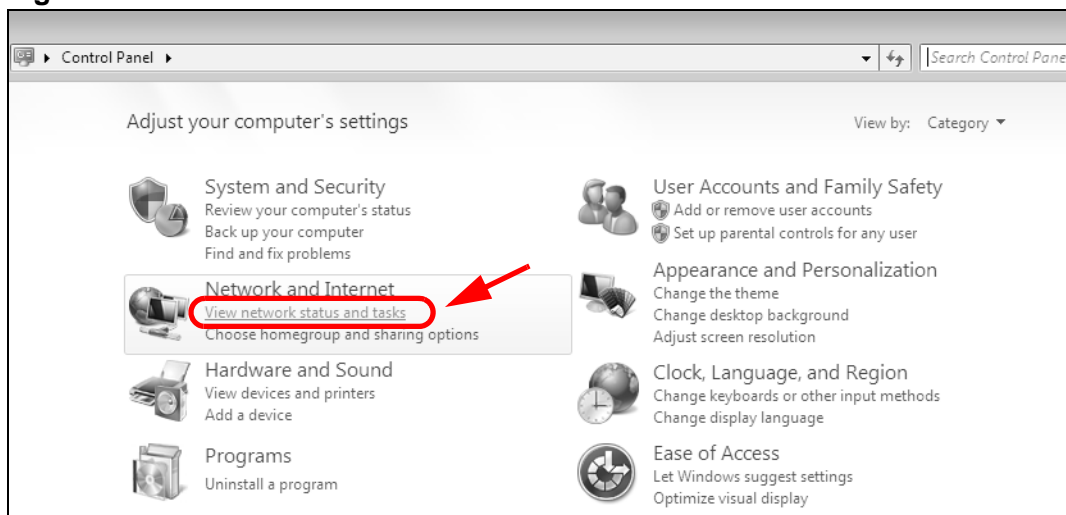 Control Panel
Search Control Pane
Adjust your computer's settings
View by: Category
System and Security
Review your computer's status
Back up your computer
Find and fix problems
Network and Internet
View network status and tasks
Choose homegroup and sharing options
Hardware and Sound
View devices and printers
Add a device
Programs
Uninstall a program
User Accounts and Family Safety
Add or remove user accounts
Set up parental controls for any user
Appearance and Personalization
Change the theme
Change desktop background
Adjust screen resolution
Clock, Language, and Region
Change keyboards or other input methods
Change display language
Ease of Access
Let Windows suggest settings
Optimize visual display